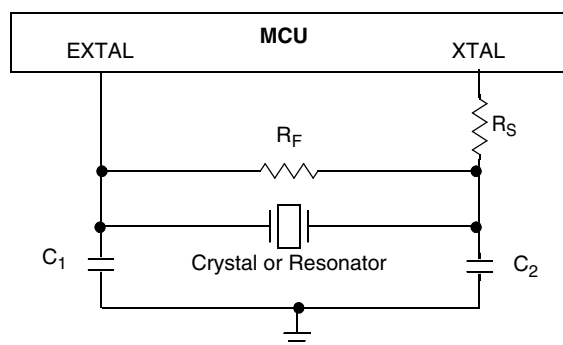 MCU
EXTAL
XTAL
R_F
R_S
C_1
Crystal or Resonator
C_2